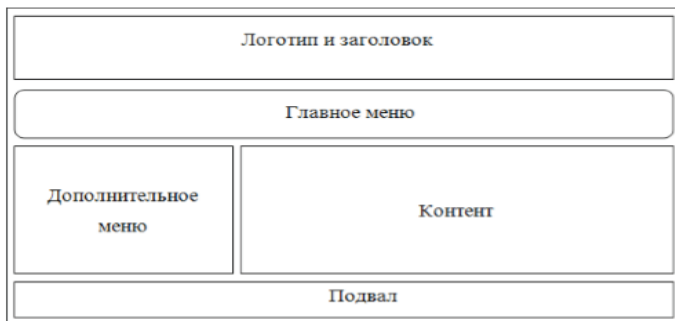 Логотип и заголовок
Главное меню
Дополнительное
меню
Контент
Подвал